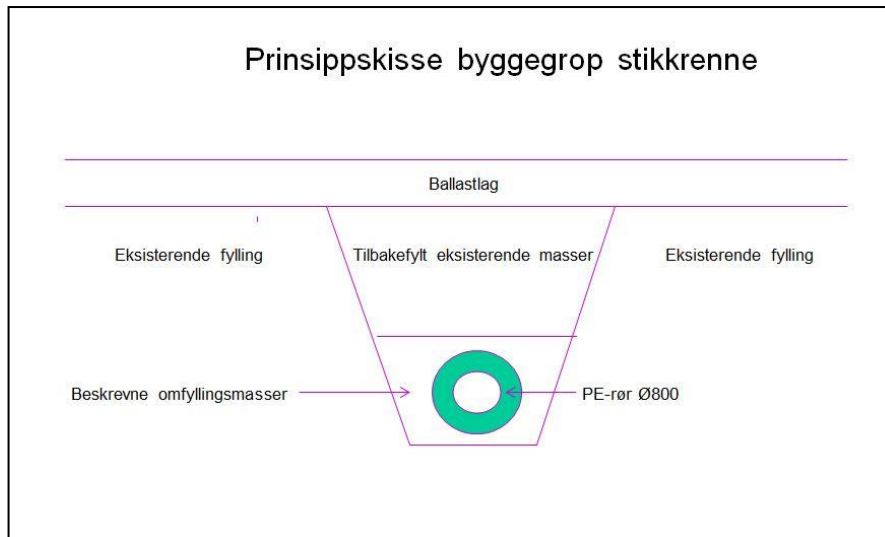 Prinsippskisse byggegrop stikkrenne
Ballastlag
Eksisterende fylling
Tilbakefylt eksisterende masser
Eksisterende fylling
Beskrevne omfyllingsmasser
PE-rør Ø800